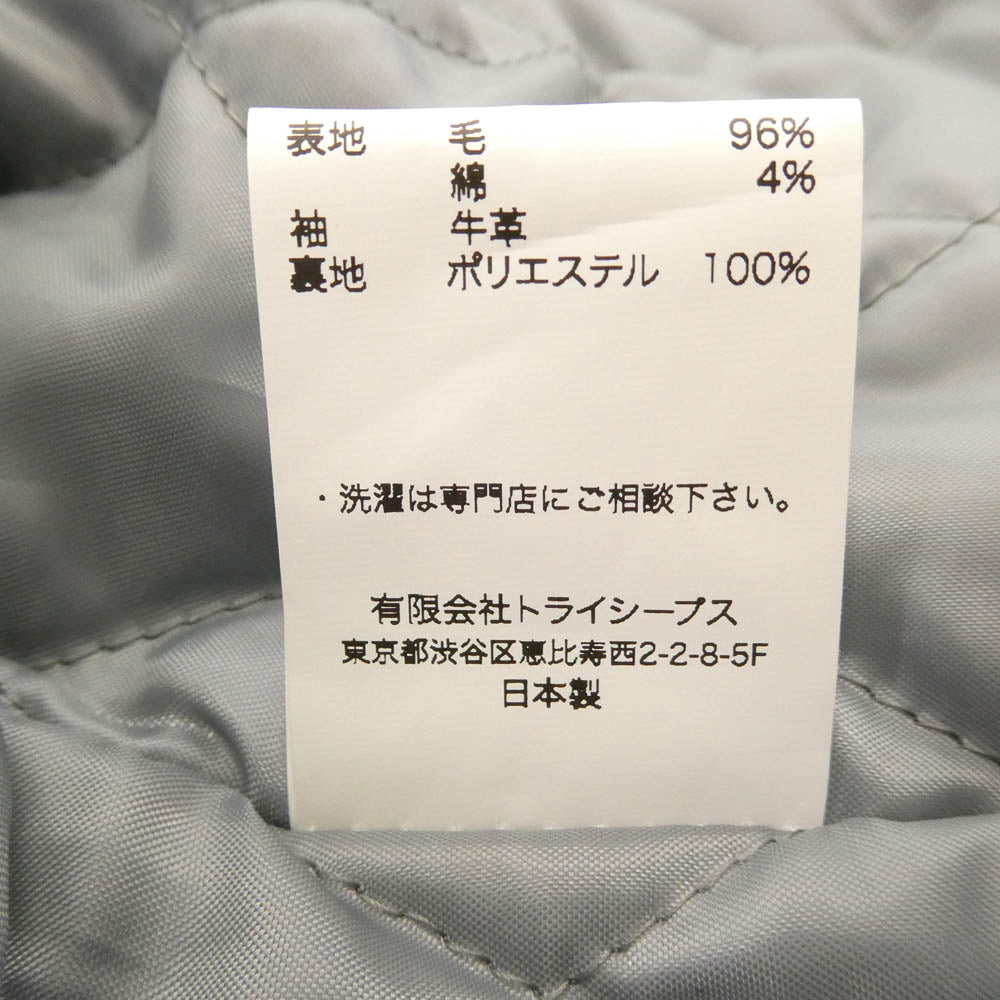 表地 毛 96%
綿 4%
袖 牛革
裏地 ポリエステル 100%
・洗濯は専門店にご相談下さい。
有限会社トライシープス
東京都渋谷区恵比寿西2-2-8-5F
日本製